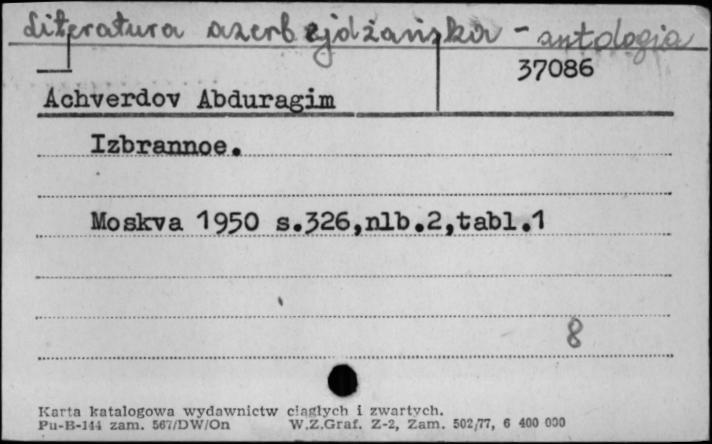 Literatura azerbejdżańska - antologia
37086
Achverdov Abduragim
Izbrannoe.
Moskva 1950 s.326,nlb.2,tabl.1
8
Karta katalogowa wydawnictw ciągłych i zwartych.
Pu-B-144 zam. 567/DW/On W.Z.Graf. Z-2, Zam. 502/77, 6 400 000